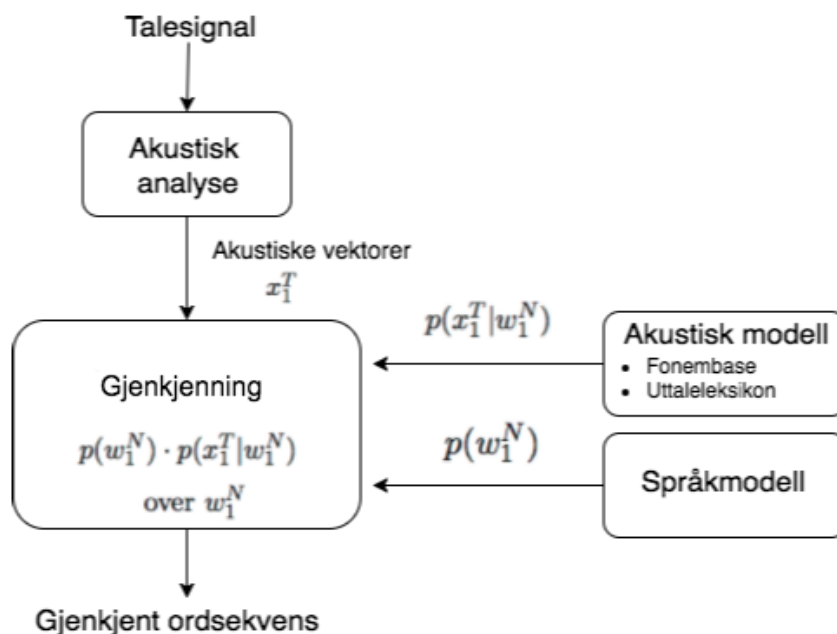 Talesignal
Akustisk
analyse
Akustiske vektorer
x_1^T
Gjenkjenning
p(w_1^N) · p(x_1^T|w_1^N)
over w_1^N
p(x_1^T|w_1^N)
Akustisk modell
• Fonembase
• Uttaleleksikon
p(w_1^N)
Språkmodell
Gjenkjent ordsekvens